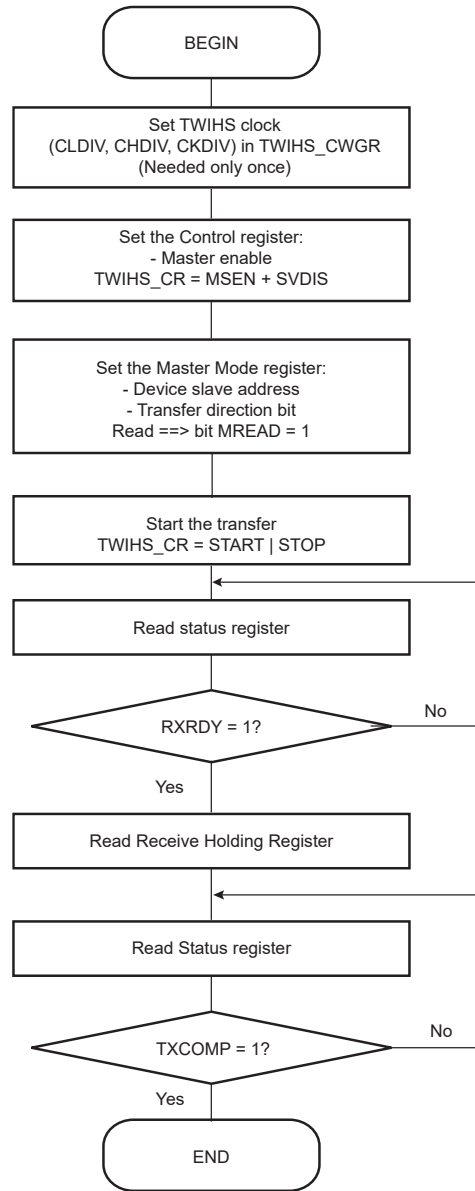 BEGIN
Set TWIHS clock
(CLDIV, CHDIV, CKDIV) in TWIHS_CWGR
(Needed only once)
Set the Control register:
- Master enable
TWIHS_CR = MSEN + SVDIS
Set the Master Mode register:
- Device slave address
- Transfer direction bit
Read ==> bit MREAD = 1
Start the transfer
TWIHS_CR = START | STOP
Read status register
RXRDY = 1?
No
Yes
Read Receive Holding Register
Read Status register
TXCOMP = 1?
No
Yes
END